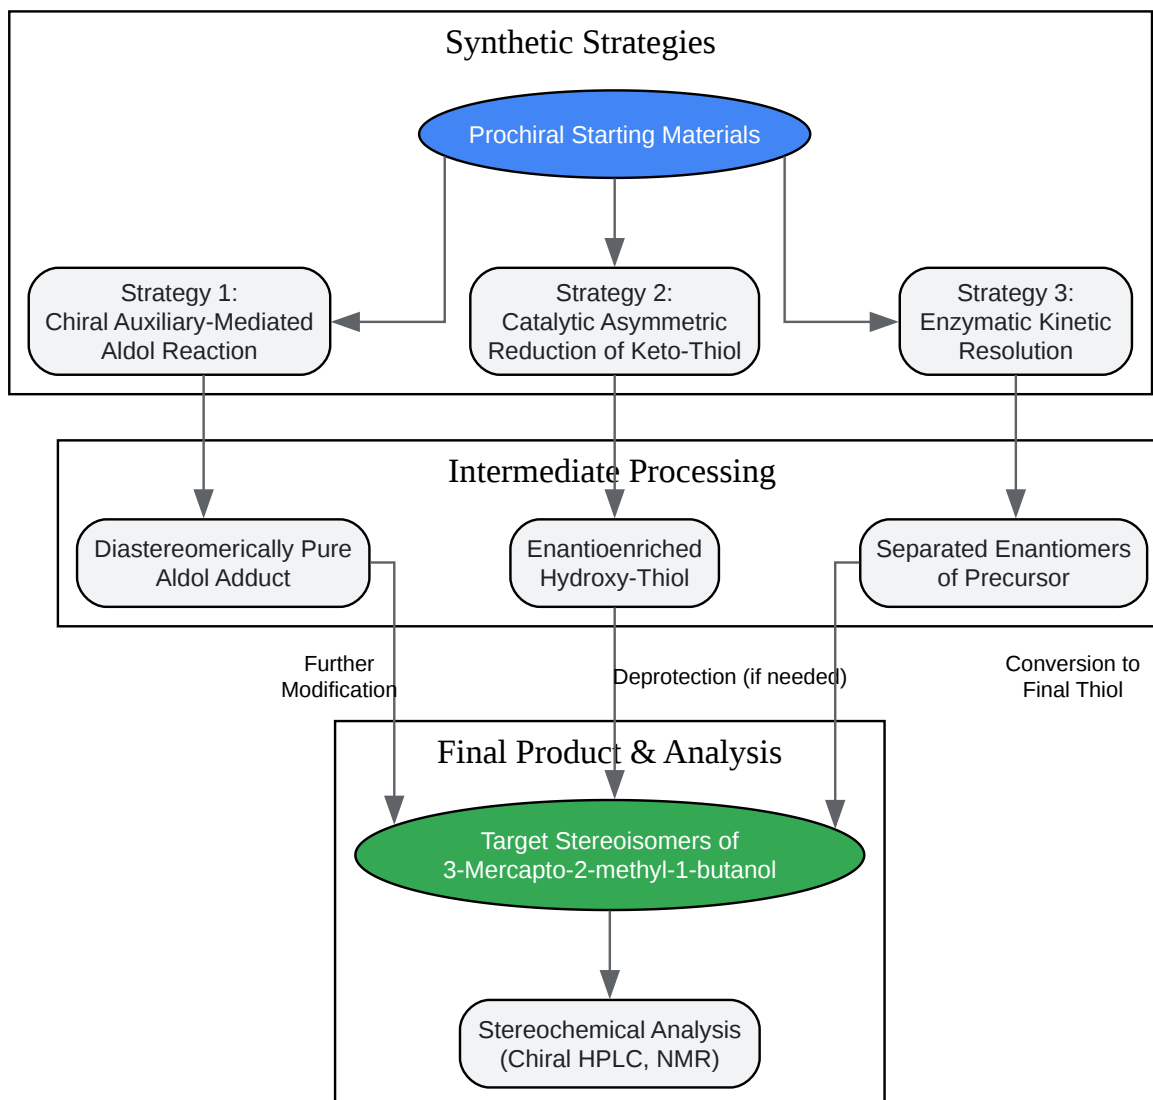 Synthetic Strategies
Prochiral Starting Materials
Strategy 1:
Chiral Auxiliary-Mediated
Aldol Reaction
Strategy 2:
Catalytic Asymmetric
Reduction of Keto-Thiol
Strategy 3:
Enzymatic Kinetic
Resolution
Intermediate Processing
Diastereomerically Pure
Aldol Adduct
Enantioenriched
Hydroxy-Thiol
Separated Enantiomers
of Precursor
Further
Modification
Deprotection (if needed)
Conversion to
Final Thiol
Final Product & Analysis
Target Stereoisomers of
3-Mercapto-2-methyl-1-butanol
Stereochemical Analysis
(Chiral HPLC, NMR)